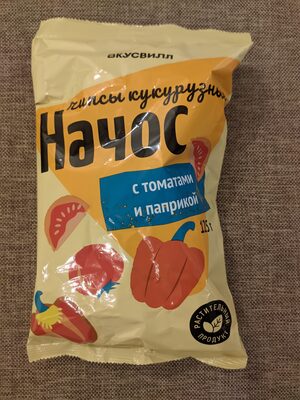 ВКУСВИЛЛ
чипсы кукурузные
Начос
с томатами
и паприкой
125 г
РАСТИТЕЛЬНЫЙ
ПРОДУКТ